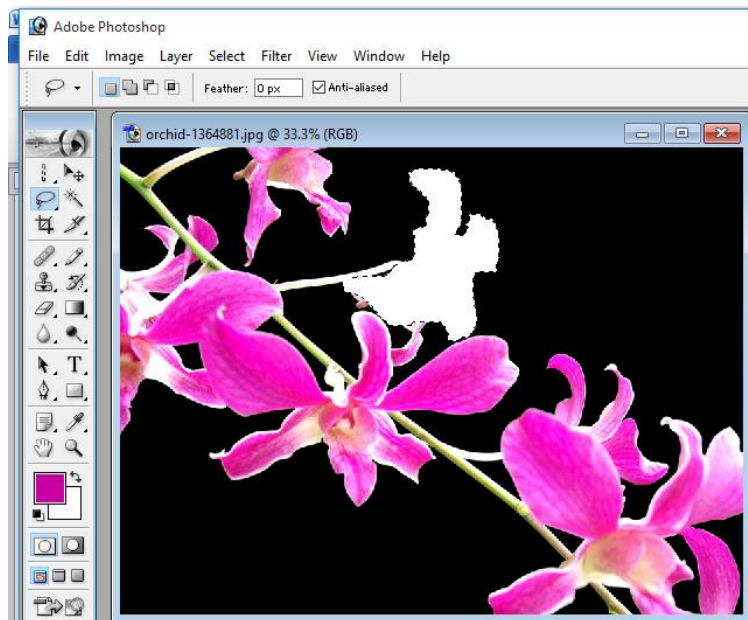 Adobe Photoshop
File Edit Image Layer Select Filter View Window Help
Feather: 0 px Anti-aliased
orchid-1364881.jpg @ 33.3% (RGB)
T